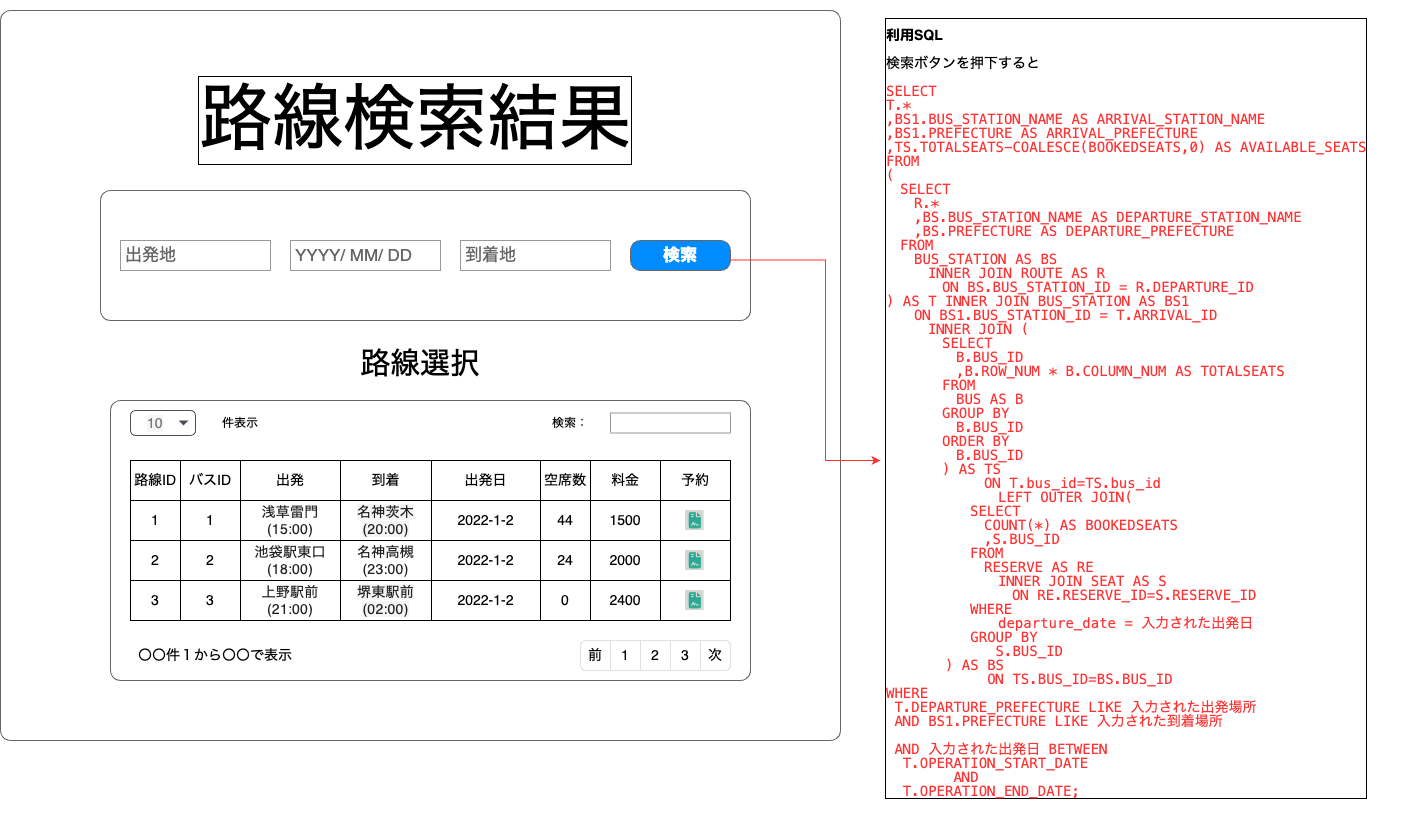 路線検索結果
出発地
YYYY/ MM/ DD
到着地
検索
路線選択
10
件表示
検索：
路線ID バスID 出発 到着 出発日 空席数 料金 予約
1 1 浅草雷門 (15:00) 名神茨木 (20:00) 2022-1-2 44 1500
2 2 池袋駅東口 (18:00) 名神高槻 (23:00) 2022-1-2 24 2000
3 3 上野駅前 (21:00) 堺東駅前 (02:00) 2022-1-2 0 2400
〇〇件１から〇〇で表示
前 1 2 3 次
利用SQL
検索ボタンを押下すると
SELECT
T.*
,BS1.BUS_STATION_NAME AS ARRIVAL_STATION_NAME
,BS1.PREFECTURE AS ARRIVAL_PREFECTURE
,TS.TOTALSEATS-COALESCE(BOOKEDSEATS,0) AS AVAILABLE_SEATS
FROM
(
SELECT
R.*
,BS.BUS_STATION_NAME AS DEPARTURE_STATION_NAME
,BS.PREFECTURE AS DEPARTURE_PREFECTURE
FROM
BUS_STATION AS BS
INNER JOIN ROUTE AS R
ON BS.BUS_STATION_ID = R.DEPARTURE_ID
) AS T INNER JOIN BUS_STATION AS BS1
ON BS1.BUS_STATION_ID = T.ARRIVAL_ID
INNER JOIN (
SELECT
B.BUS_ID
,B.ROW_NUM * B.COLUMN_NUM AS TOTALSEATS
FROM
BUS AS B
GROUP BY
B.BUS_ID
ORDER BY
B.BUS_ID
) AS TS
ON T.bus_id=TS.bus_id
LEFT OUTER JOIN(
SELECT
COUNT(*) AS BOOKEDSEATS
,S.BUS_ID
FROM
RESERVE AS RE
INNER JOIN SEAT AS S
ON RE.RESERVE_ID=S.RESERVE_ID
WHERE
departure_date = 入力された出発日
GROUP BY
S.BUS_ID
) AS BS
ON TS.BUS_ID=BS.BUS_ID
WHERE
T.DEPARTURE_PREFECTURE LIKE 入力された出発場所
AND BS1.PREFECTURE LIKE 入力された到着場所
AND 入力された出発日 BETWEEN
T.OPERATION_START_DATE
AND
T.OPERATION_END_DATE;